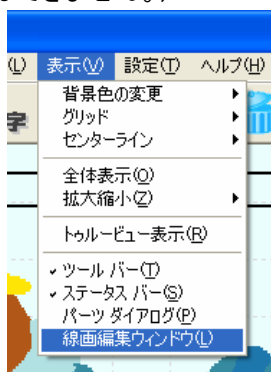 (L) 表示(V) 設定(T) ヘルプ(H)
背景色の変更
グリッド
センターライン
字
全体表示(O)
拡大縮小(Z)
トゥルービュー表示(R)
ツール バー(T)
ステータス バー(S)
パーツ ダイアログ(P)
線画編集ウィンドウ(L)